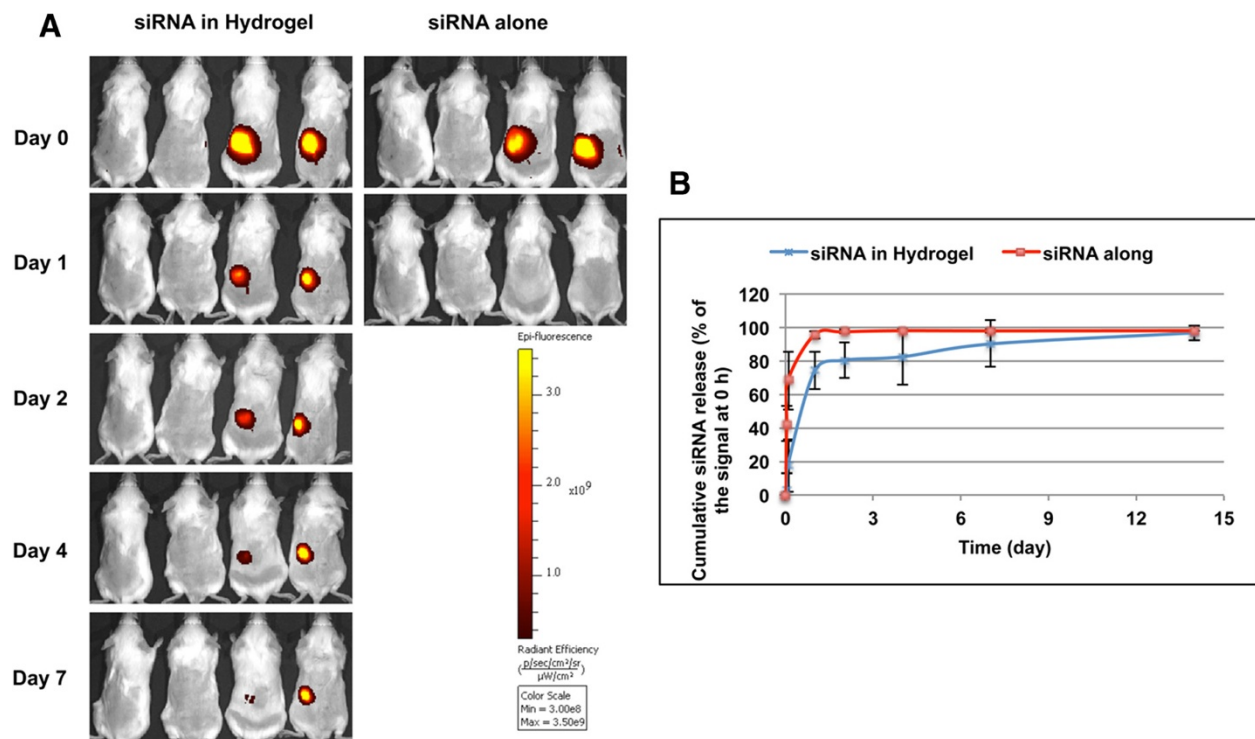 A
siRNA in Hydrogel
siRNA alone
Day 0
Day 1
Day 2
Day 4
Day 7
Epi-fluorescence
3.0
2.0
x10⁹
1.0
Radiant Efficiency
(p/sec/cm²/sr
µW/cm²)
Color Scale
Min = 3.00e8
Max = 3.50e9
B
siRNA in Hydrogel
siRNA along
Cumulative siRNA release (% of
the signal at 0 h)
120
100
80
60
40
20
0
0 3 6 9 12 15
Time (day)